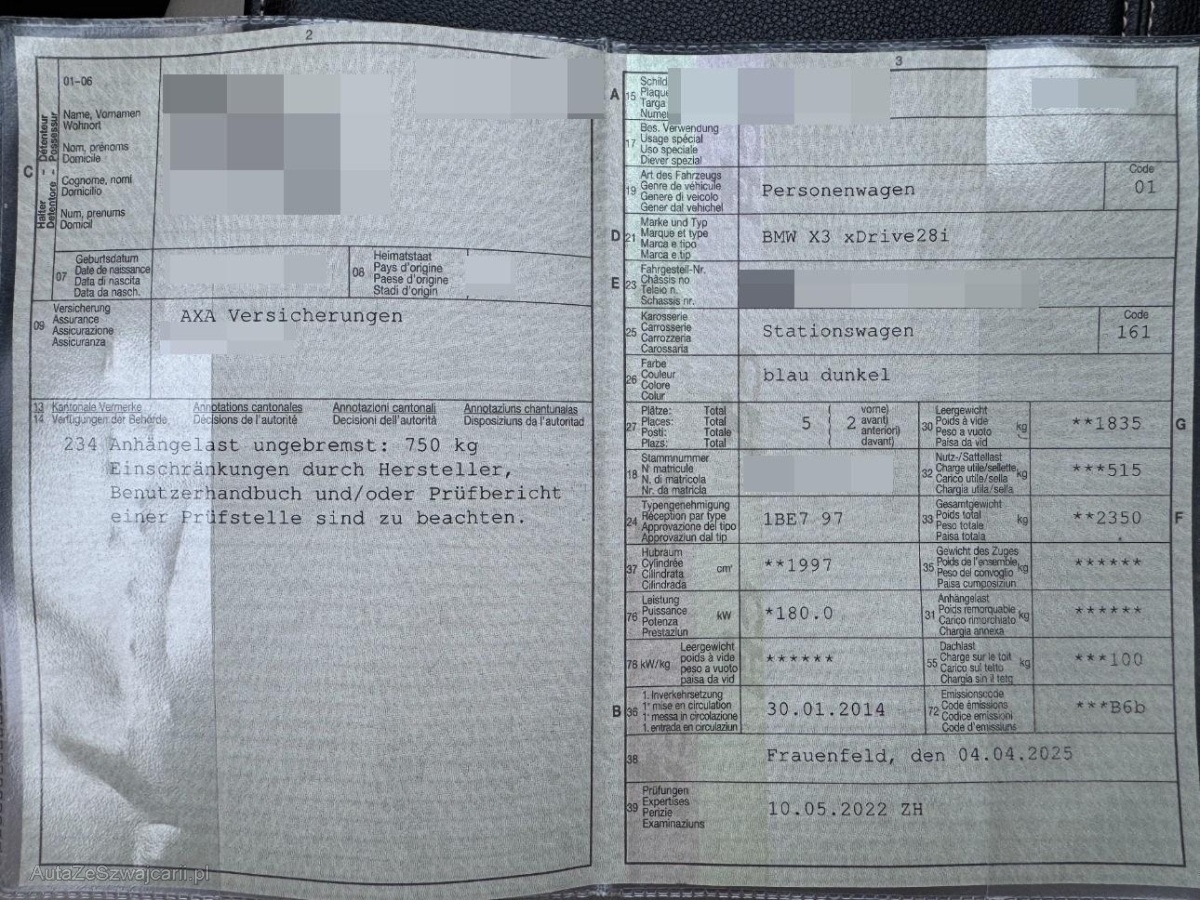 2
01-06
C
Halter - Détenteur
Detentore - Possessur
Name, Vornamen
Wohnort
Nom, prénoms
Domicile
Cognome, nomi
Domicilio
Num, prenums
Domicil
07
Geburtsdatum
Date de naissance
Data di nascita
Data da nasch.
08
Heimatstaat
Pays d'origine
Paese d'origine
Stadi d'origin
09
Versicherung
Assurance
Assicurazione
Assicuranza
AXA Versicherungen
13 Kantonale Vermerke Annotations cantonales Annotazioni cantonali Annotaziuns chantunalas
14 Verfügungen der Behörde Décisions de l'autorité Decisioni dell'autorità Disposiziuns da l'autoritad
234 Anhängelast ungebremst: 750 kg
Einschränkungen durch Hersteller,
Benutzerhandbuch und/oder Prüfbericht
einer Prüfstelle sind zu beachten.
AutaZeSzwajcarii.pl
3
A 15
Schild
Plaque
Targa
Numer
17
Bes. Verwendung
Usage spécial
Uso speciale
Diever spezial
19
Art des Fahrzeugs
Genre de véhicule
Genere di veicolo
Gener dal vehichel
Personenwagen
Code
01
D 21
Marke und Typ
Marque et type
Marca e tipo
Marca e tip
BMW X3 xDrive28i
E 23
Fahrgestell-Nr.
Châssis no
Telaio n.
Schassis nr.
25
Karosserie
Carrosserie
Carrozzeria
Carossaria
Stationswagen
Code
161
26
Farbe
Couleur
Colore
Colur
blau dunkel
27
Plätze: Total
Places: Total
Posti: Totale
Plazs: Total
5 ( 2
vorne)
avant)
anteriori)
davant)
30
Leergewicht
Poids à vide
Peso a vuoto
Paisa da vid
kg
**1835
G
18
Stammnummer
N matricule
N. di matricola
Nr. da matricla
32
Nutz-/Sattellast
Charge utile/sellette
Carico utile/sella
Chargia utila/sella
kg
***515
24
Typengenehmigung
Réception par type
Approvazione del tipo
Approvaziun dal tip
1BE7 97
33
Gesamtgewicht
Poids total
Peso totale
Paisa totala
kg
**2350
F
37
Hubraum
Cylindrée
Cilindrata
Cilindrada
cm³
**1997
35
Gewicht des Zuges
Poids de l'ensemble
Peso del convoglio
Paisa cumposiziun
kg
******
76
Leistung
Puissance
Potenza
Prestaziun
kW
*180.0
31
Anhängelast
Poids remorquable
Carico rimorchiato
Chargia annexa
kg
******
78 kW/kg
Leergewicht
poids à vide
peso a vuoto
paisa da vid
******
55
Dachlast
Charge sur le toit
Carico sul tetto
Chargia sin il tetg
kg
***100
B 36
1. Inverkehrsetzung
1ʳᵉ mise en circulation
1ª messa in circolazione
1. entrada en circulaziun
30.01.2014
72
Emissionscode
Code émissions
Codice emissioni
Code d'emissiuns
***B6b
38
Frauenfeld, den 04.04.2025
39
Prüfungen
Expertises
Perizie
Examinaziuns
10.05.2022 ZH